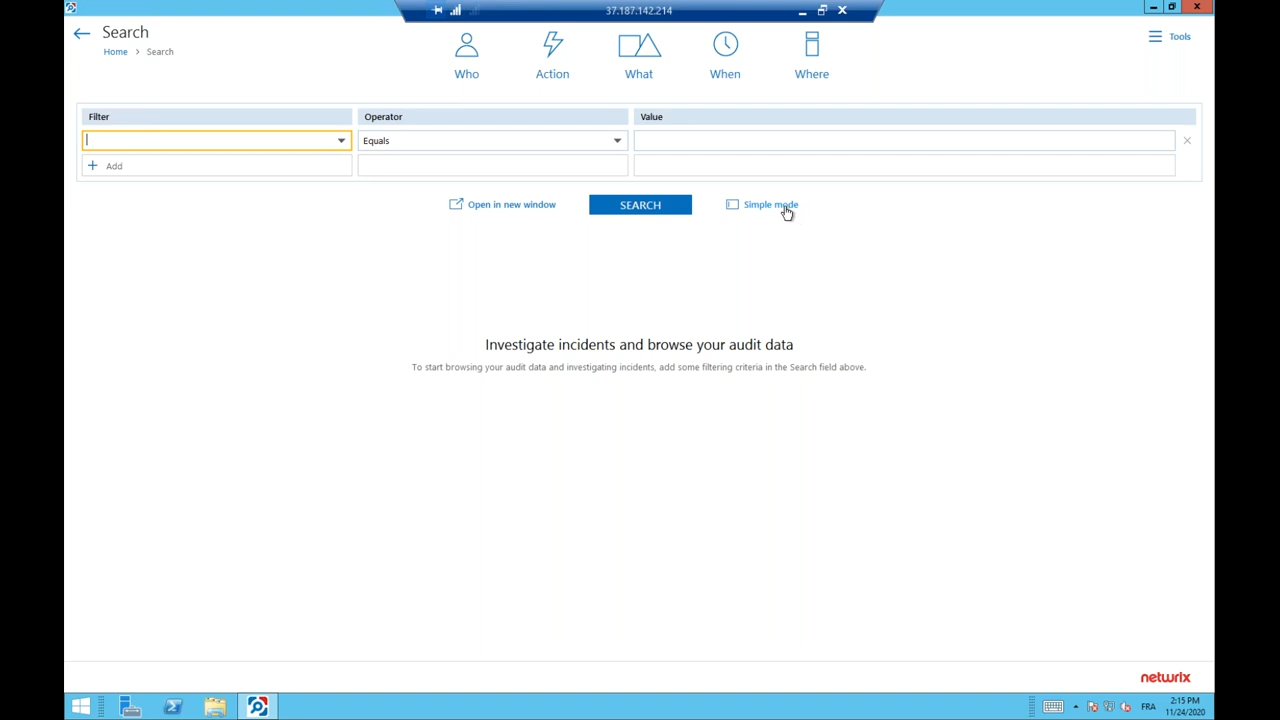 37.187.142.214
Search
Home > Search
Who
Action
What
When
Where
Tools
Filter
Operator
Value
Equals
Add
Open in new window
SEARCH
Simple mode
Investigate incidents and browse your audit data
To start browsing your audit data and investigating incidents, add some filtering criteria in the Search field above.
netwrix
FRA
2:15 PM
11/24/2020